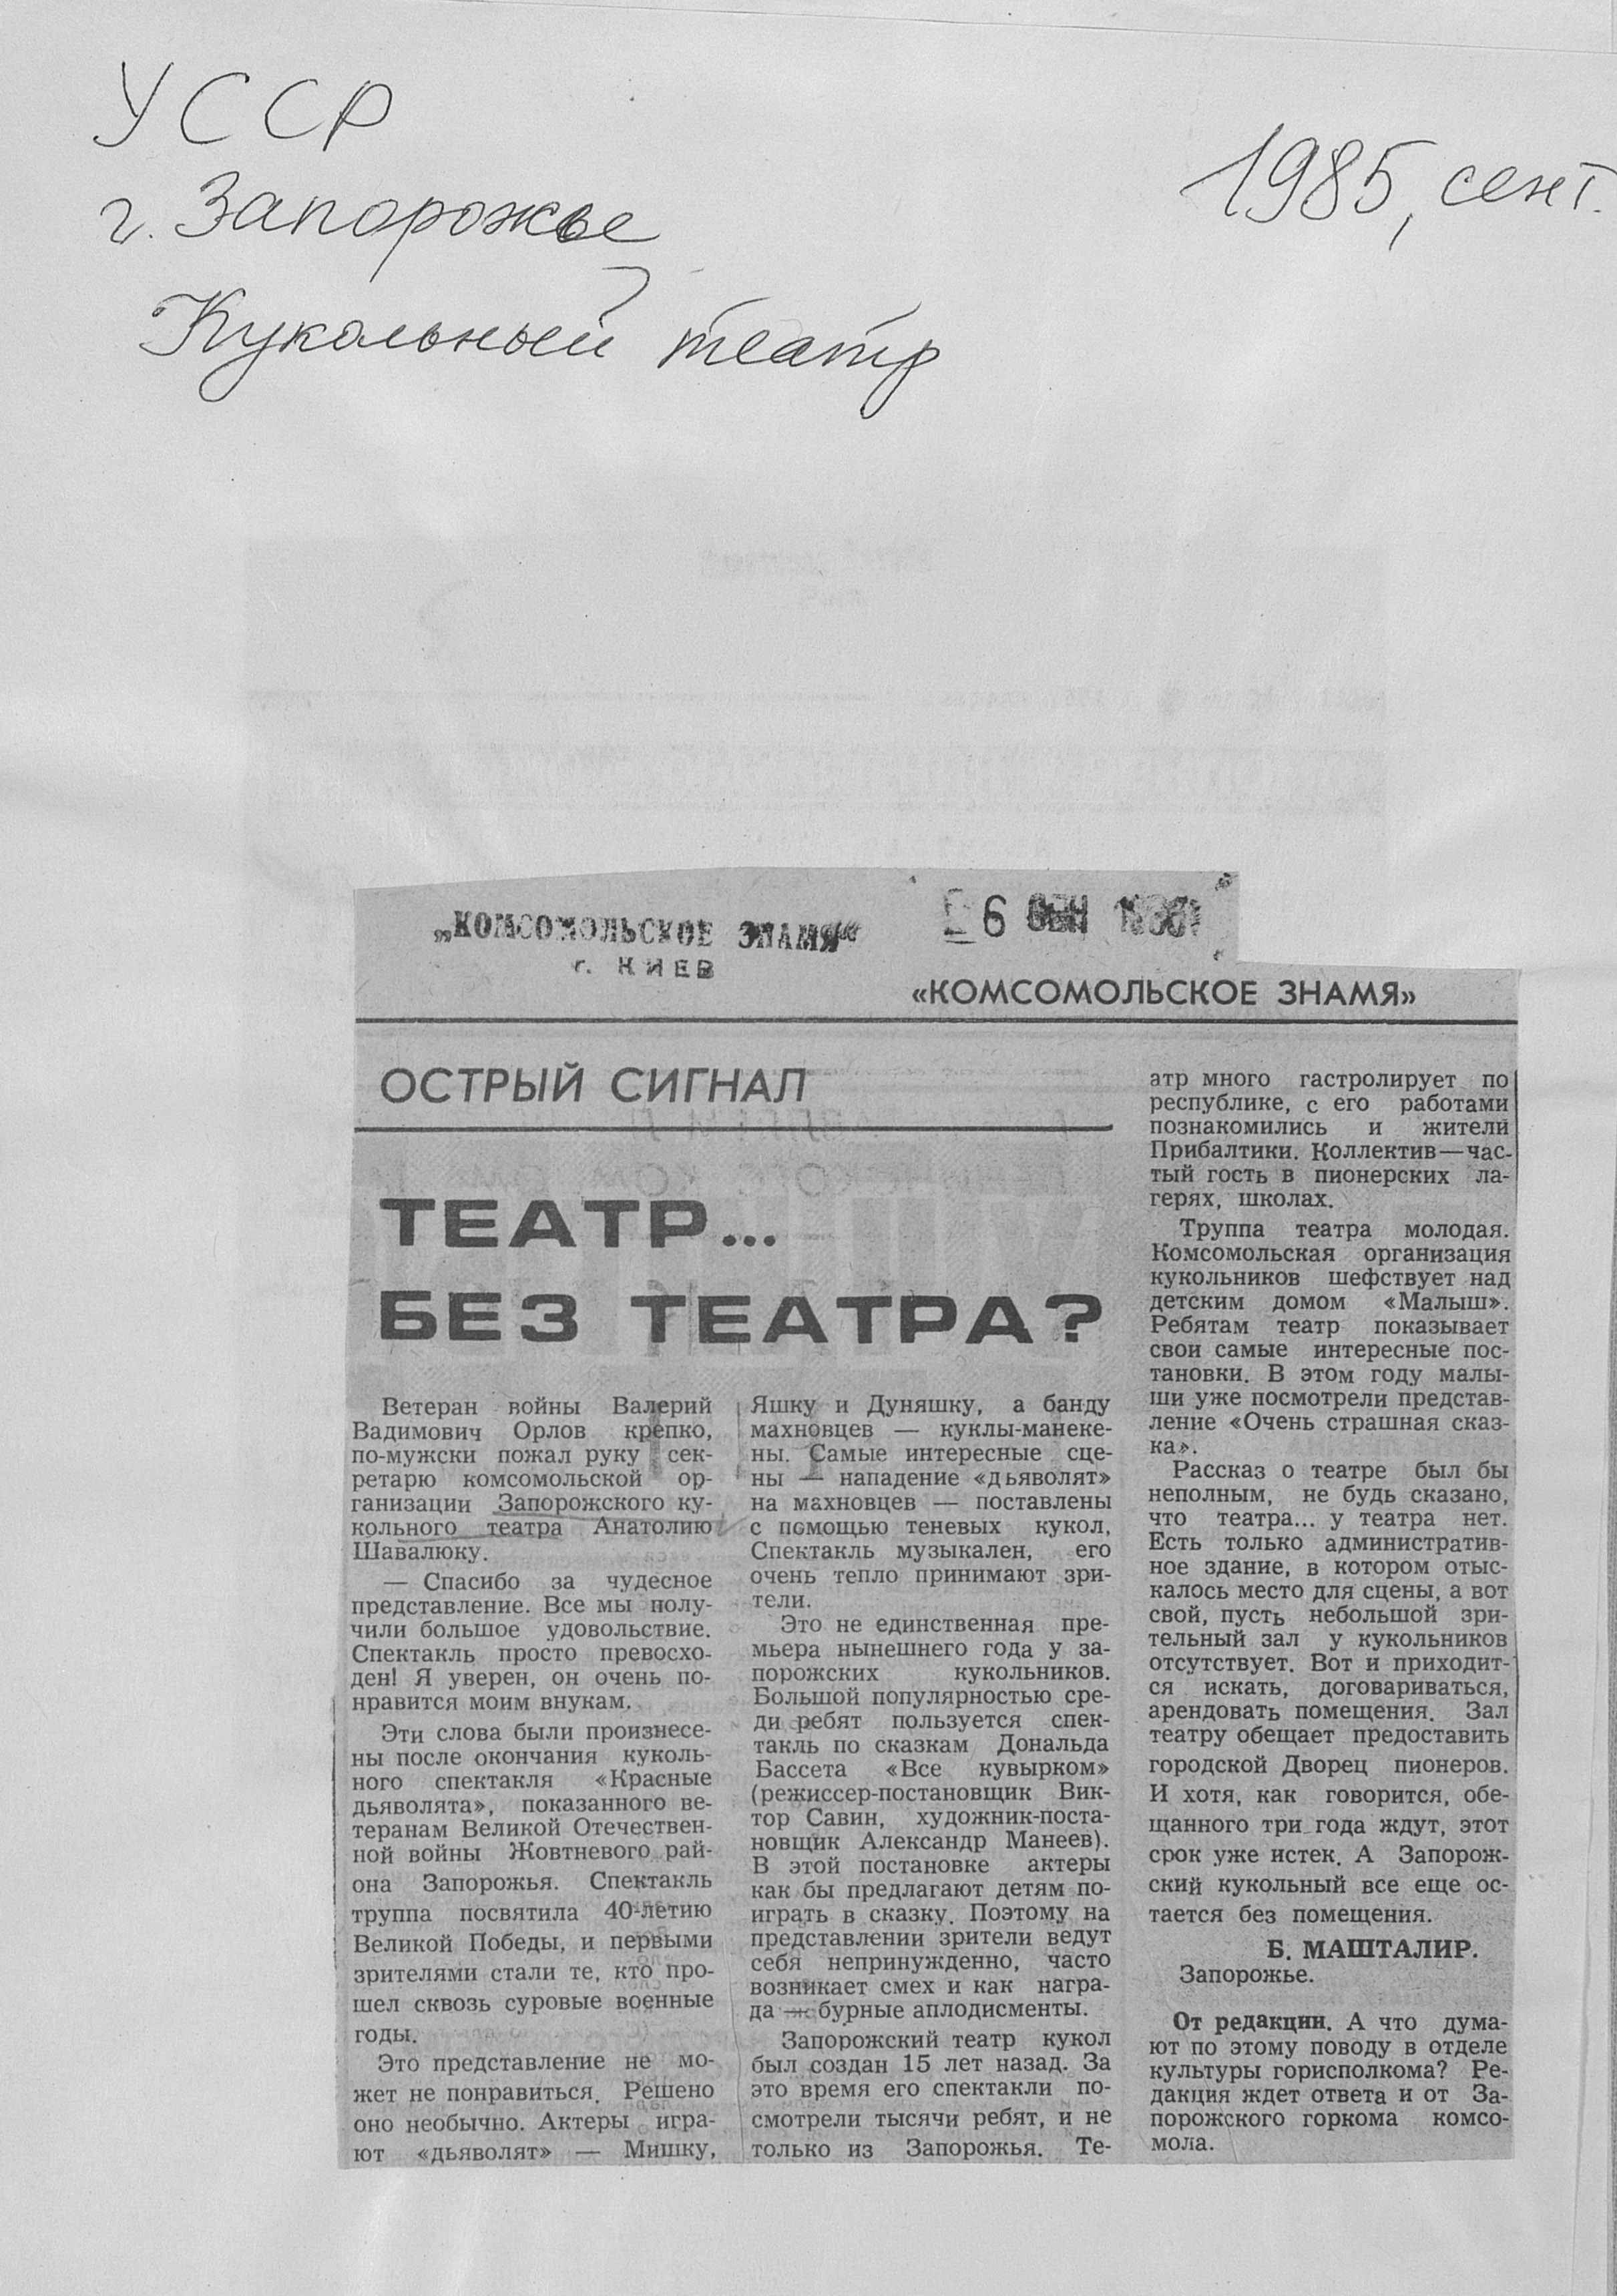 УССР
г. Запорожье
Кукольный театр
1985, сент.
„КОМСОМОЛЬСКОЕ ЗНАМЯ“
г. КИЕВ
6 СЕН
«КОМСОМОЛЬСКОЕ ЗНАМЯ»
ОСТРЫЙ СИГНАЛ
ТЕАТР...
БЕЗ ТЕАТРА?
Ветеран войны Валерий
Вадимович Орлов крепко,
по-мужски пожал руку сек-
ретарю комсомольской ор-
ганизации Запорожского ку-
кольного театра Анатолию
Шавалюку.
— Спасибо за чудесное
представление. Все мы полу-
чили большое удовольствие.
Спектакль просто превосхо-
ден! Я уверен, он очень по-
нравится моим внукам.
Эти слова были произнесе-
ны после окончания куколь-
ного спектакля «Красные
дьяволята», показанного ве-
теранам Великой Отечествен-
ной войны Жовтневого рай-
она Запорожья. Спектакль
труппа посвятила 40-летию
Великой Победы, и первыми
зрителями стали те, кто про-
шел сквозь суровые военные
годы.
Это представление не мо-
жет не понравиться. Решено
оно необычно. Актеры игра-
ют «дьяволят» — Мишку,
Яшку и Дуняшку, а банду
махновцев — куклы-манеке-
ны. Самые интересные сце-
ны — нападение «дьяволят»
на махновцев — поставлены
с помощью теневых кукол.
Спектакль музыкален, его
очень тепло принимают зри-
тели.
Это не единственная пре-
мьера нынешнего года у за-
порожских кукольников.
Большой популярностью сре-
ди ребят пользуется спек-
такль по сказкам Дональда
Бассета «Все кувырком»
(режиссер-постановщик Вик-
тор Савин, художник-поста-
новщик Александр Манеев).
В этой постановке актеры
как бы предлагают детям по-
играть в сказку. Поэтому на
представлении зрители ведут
себя непринужденно, часто
возникает смех и как награ-
да — бурные аплодисменты.
Запорожский театр кукол
был создан 15 лет назад. За
это время его спектакли по-
смотрели тысячи ребят, и не
только из Запорожья. Те-
атр много гастролирует по
республике, с его работами
познакомились и жители
Прибалтики. Коллектив—час-
тый гость в пионерских ла-
герях, школах.
Труппа театра молодая.
Комсомольская организация
кукольников шефствует над
детским домом «Малыш».
Ребятам театр показывает
свои самые интересные пос-
тановки. В этом году малы-
ши уже посмотрели представ-
ление «Очень страшная сказ-
ка».
Рассказ о театре был бы
неполным, не будь сказано,
что театра... у театра нет.
Есть только административ-
ное здание, в котором отыс-
калось место для сцены, а вот
свой, пусть небольшой зри-
тельный зал у кукольников
отсутствует. Вот и приходит-
ся искать, договариваться,
арендовать помещения. Зал
театру обещает предоставить
городской Дворец пионеров.
И хотя, как говорится, обе-
щанного три года ждут, этот
срок уже истек. А Запорож-
ский кукольный все еще ос-
тается без помещения.
Б. МАШТАЛИР.
Запорожье.
От редакции. А что дума-
ют по этому поводу в отделе
культуры горисполкома? Ре-
дакция ждет ответа и от За-
порожского горкома комсо-
мола.